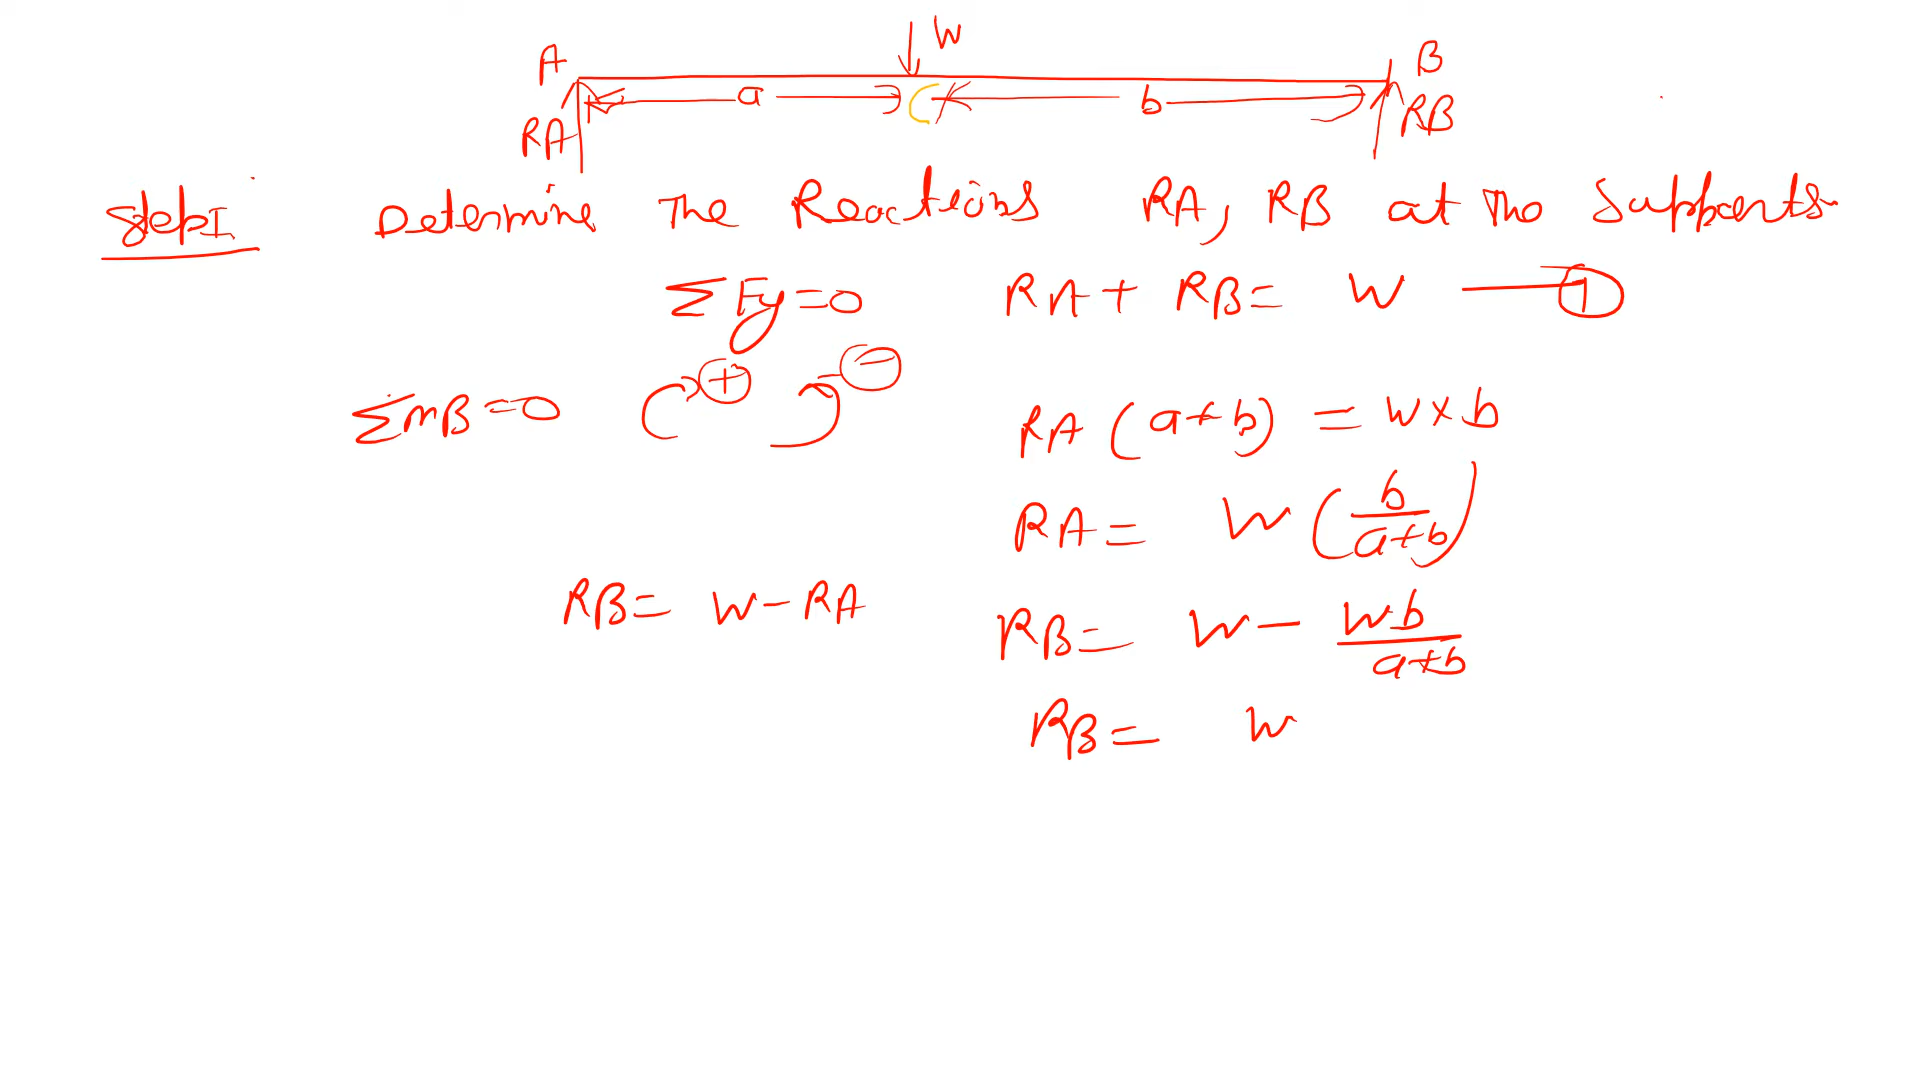 W
A B
a C b
RA RB
Step I Determine The Reactions RA, RB at The Supports.
ΣFy=0 RA + RB = W —— ①
⊕ ⊖
ΣMB=0 RA (a+b) = W×b
RA = W (b/(a+b))
RB = W-RA
RB = W - Wb/(a+b)
RB = W